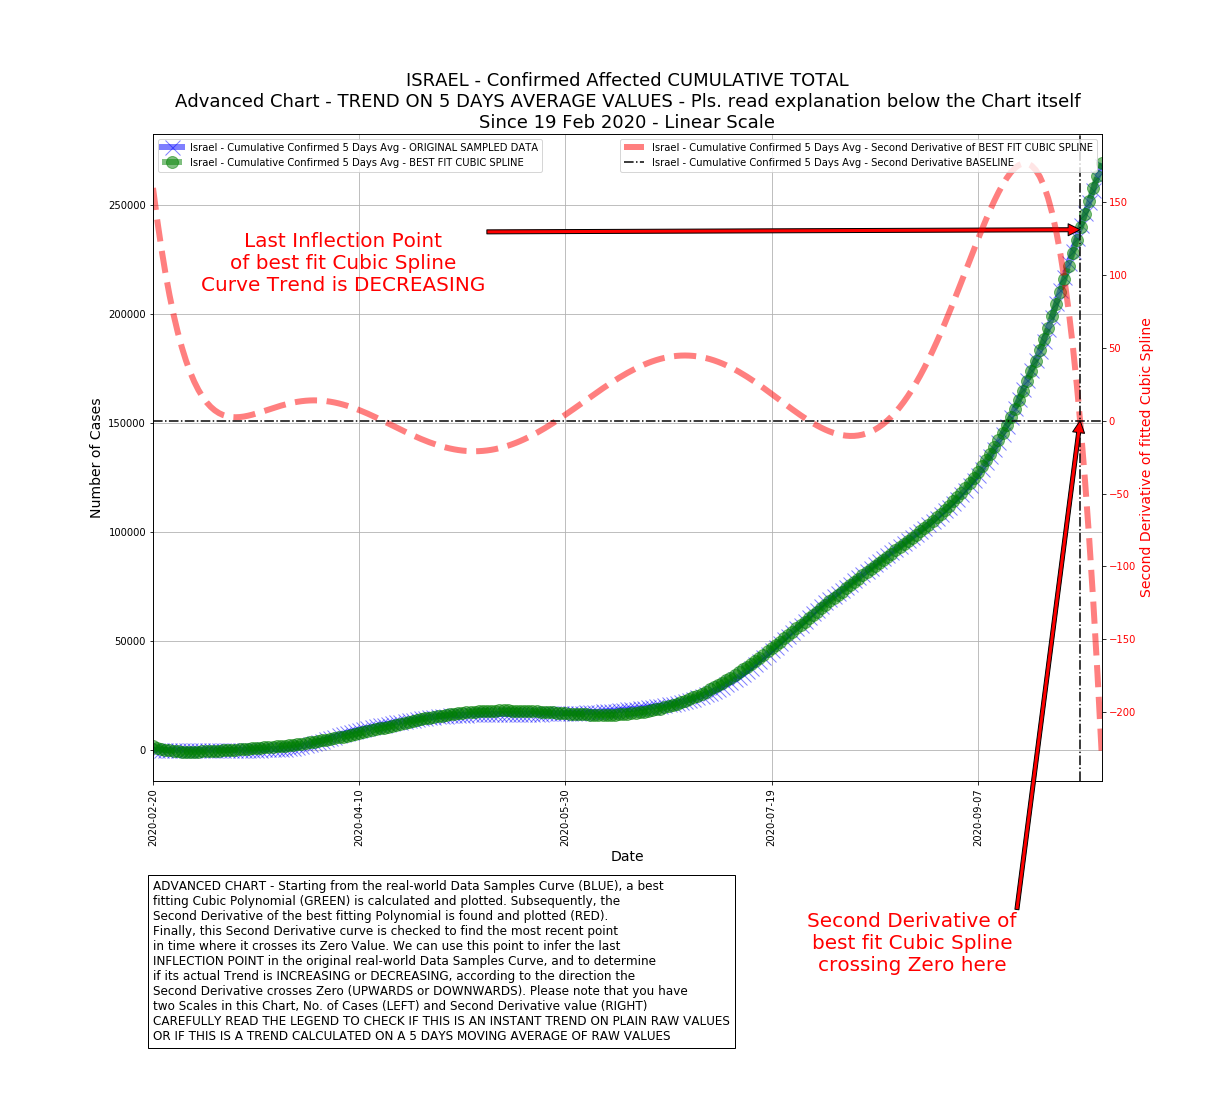 ISRAEL - Confirmed Affected CUMULATIVE TOTAL
Advanced Chart - TREND ON 5 DAYS AVERAGE VALUES - Pls. read explanation below the Chart itself
Since 19 Feb 2020 - Linear Scale
Israel - Cumulative Confirmed 5 Days Avg - ORIGINAL SAMPLED DATA
Israel - Cumulative Confirmed 5 Days Avg - BEST FIT CUBIC SPLINE
Israel - Cumulative Confirmed 5 Days Avg - Second Derivative of BEST FIT CUBIC SPLINE
Israel - Cumulative Confirmed 5 Days Avg - Second Derivative BASELINE
Last Inflection Point
of best fit Cubic Spline
Curve Trend is DECREASING
Number of Cases
250000
200000
150000
100000
50000
0
150
100
50
0
−50
−100
−150
−200
Second Derivative of fitted Cubic Spline
2020-02-20
2020-04-10
2020-05-30
2020-07-19
2020-09-07
Date
ADVANCED CHART - Starting from the real-world Data Samples Curve (BLUE), a best
fitting Cubic Polynomial (GREEN) is calculated and plotted. Subsequently, the
Second Derivative of the best fitting Polynomial is found and plotted (RED).
Finally, this Second Derivative curve is checked to find the most recent point
in time where it crosses its Zero Value. We can use this point to infer the last
INFLECTION POINT in the original real-world Data Samples Curve, and to determine
if its actual Trend is INCREASING or DECREASING, according to the direction the
Second Derivative crosses Zero (UPWARDS or DOWNWARDS). Please note that you have
two Scales in this Chart, No. of Cases (LEFT) and Second Derivative value (RIGHT)
CAREFULLY READ THE LEGEND TO CHECK IF THIS IS AN INSTANT TREND ON PLAIN RAW VALUES
OR IF THIS IS A TREND CALCULATED ON A 5 DAYS MOVING AVERAGE OF RAW VALUES
Second Derivative of
best fit Cubic Spline
crossing Zero here